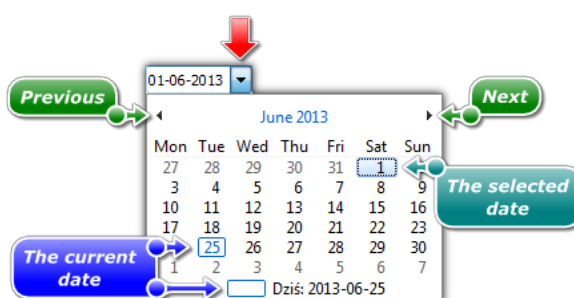 01-06-2013
Previous
Next
June 2013
Mon Tue Wed Thu Fri Sat Sun
27 28 29 30 31 1 2
3 4 5 6 7 8 9
10 11 12 13 14 15 16
17 18 19 20 21 22 23
25 26 27 28 29 30
1 2 3 4 5 6 7
Dziś: 2013-06-25
The selected
date
The current
date